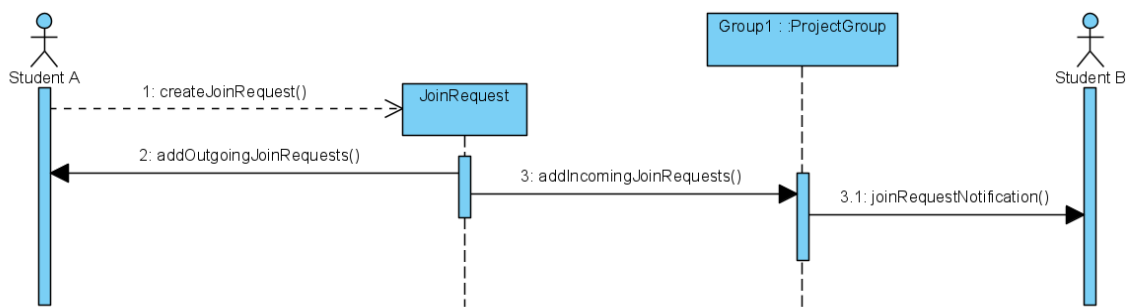 Student A
Group1 : :ProjectGroup
Student B
1: createJoinRequest()
JoinRequest
2: addOutgoingJoinRequests()
3: addIncomingJoinRequests()
3.1: joinRequestNotification()